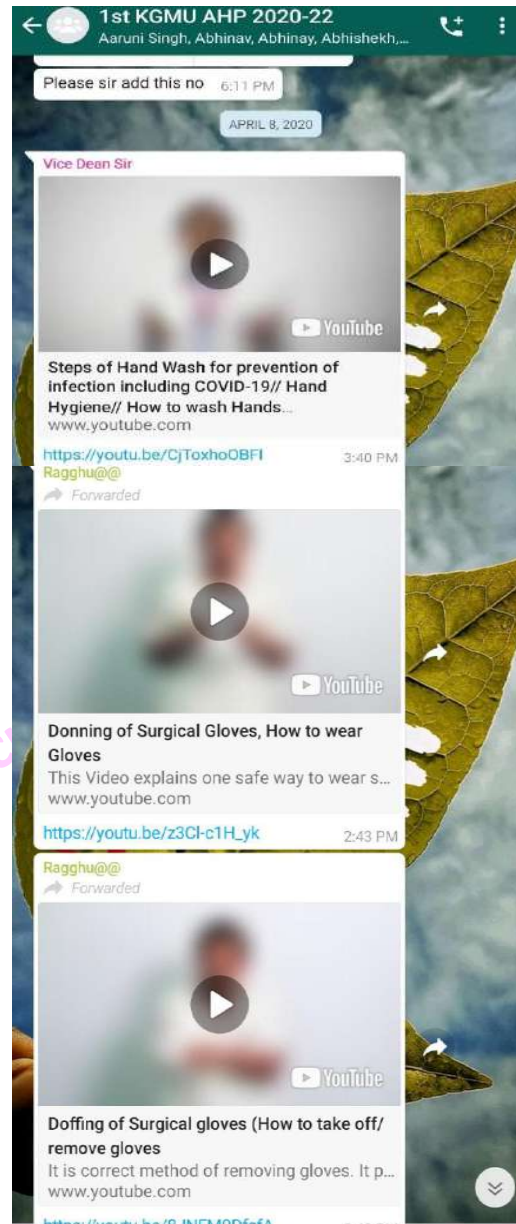 1st KGMU AHP 2020-22
Aaruni Singh, Abhinav, Abhinay, Abhishekh,...
Please sir add this no 6:11 PM
APRIL 8, 2020
Vice Dean Sir
YouTube
Steps of Hand Wash for prevention of
infection including COVID-19// Hand
Hygiene// How to wash Hands...
www.youtube.com
https://youtu.be/CjToxhoOBFI 3:40 PM
Ragghu@@
Forwarded
YouTube
Donning of Surgical Gloves, How to wear
Gloves
This Video explains one safe way to wear s...
www.youtube.com
https://youtu.be/z3Cl-c1H_yk 2:43 PM
Ragghu@@
Forwarded
YouTube
Doffing of Surgical gloves (How to take off/
remove gloves
It is correct method of removing gloves. It p...
www.youtube.com